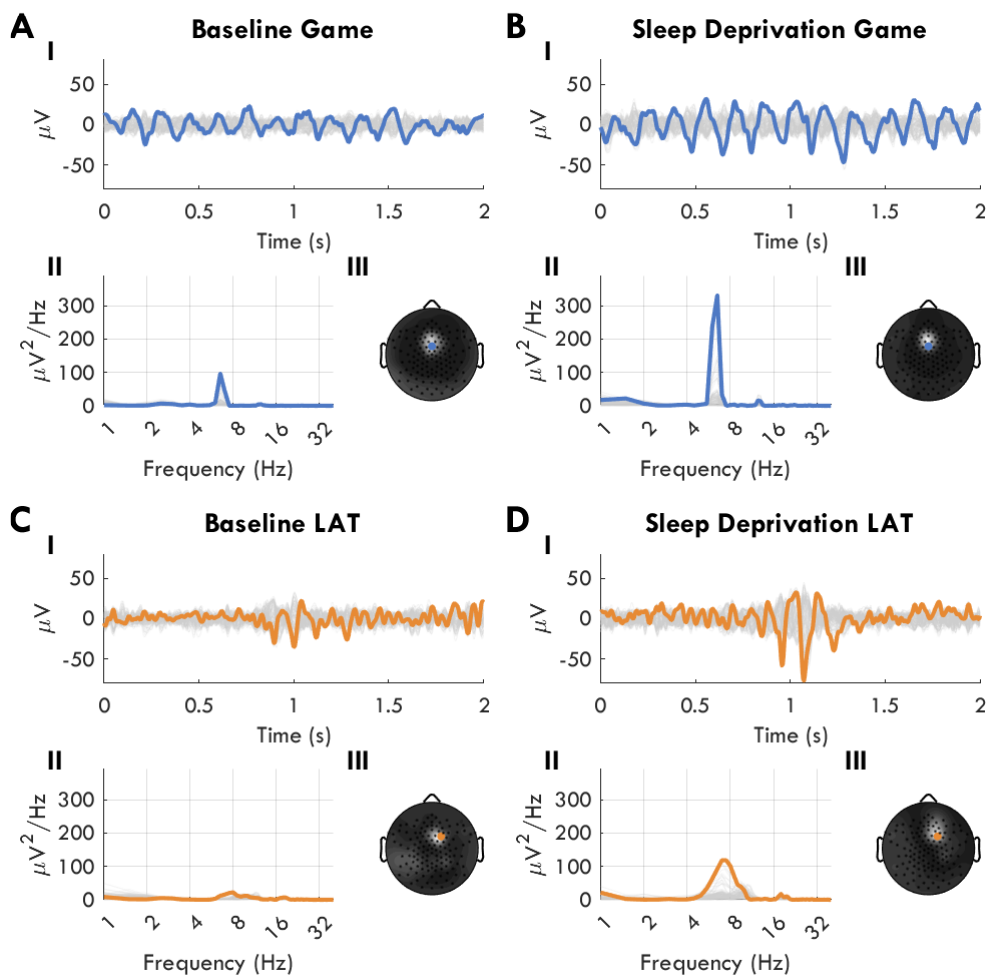 A
Baseline Game
I
50
0
-50
μV
0 0.5 1 1.5 2
Time (s)
II
300
200
100
0
μV²/Hz
1 2 4 8 16 32
Frequency (Hz)
III
B
Sleep Deprivation Game
I
50
0
-50
μV
0 0.5 1 1.5 2
Time (s)
II
300
200
100
0
μV²/Hz
1 2 4 8 16 32
Frequency (Hz)
III
C
Baseline LAT
I
50
0
-50
μV
0 0.5 1 1.5 2
Time (s)
II
300
200
100
0
μV²/Hz
1 2 4 8 16 32
Frequency (Hz)
III
D
Sleep Deprivation LAT
I
50
0
-50
μV
0 0.5 1 1.5 2
Time (s)
II
300
200
100
0
μV²/Hz
1 2 4 8 16 32
Frequency (Hz)
III